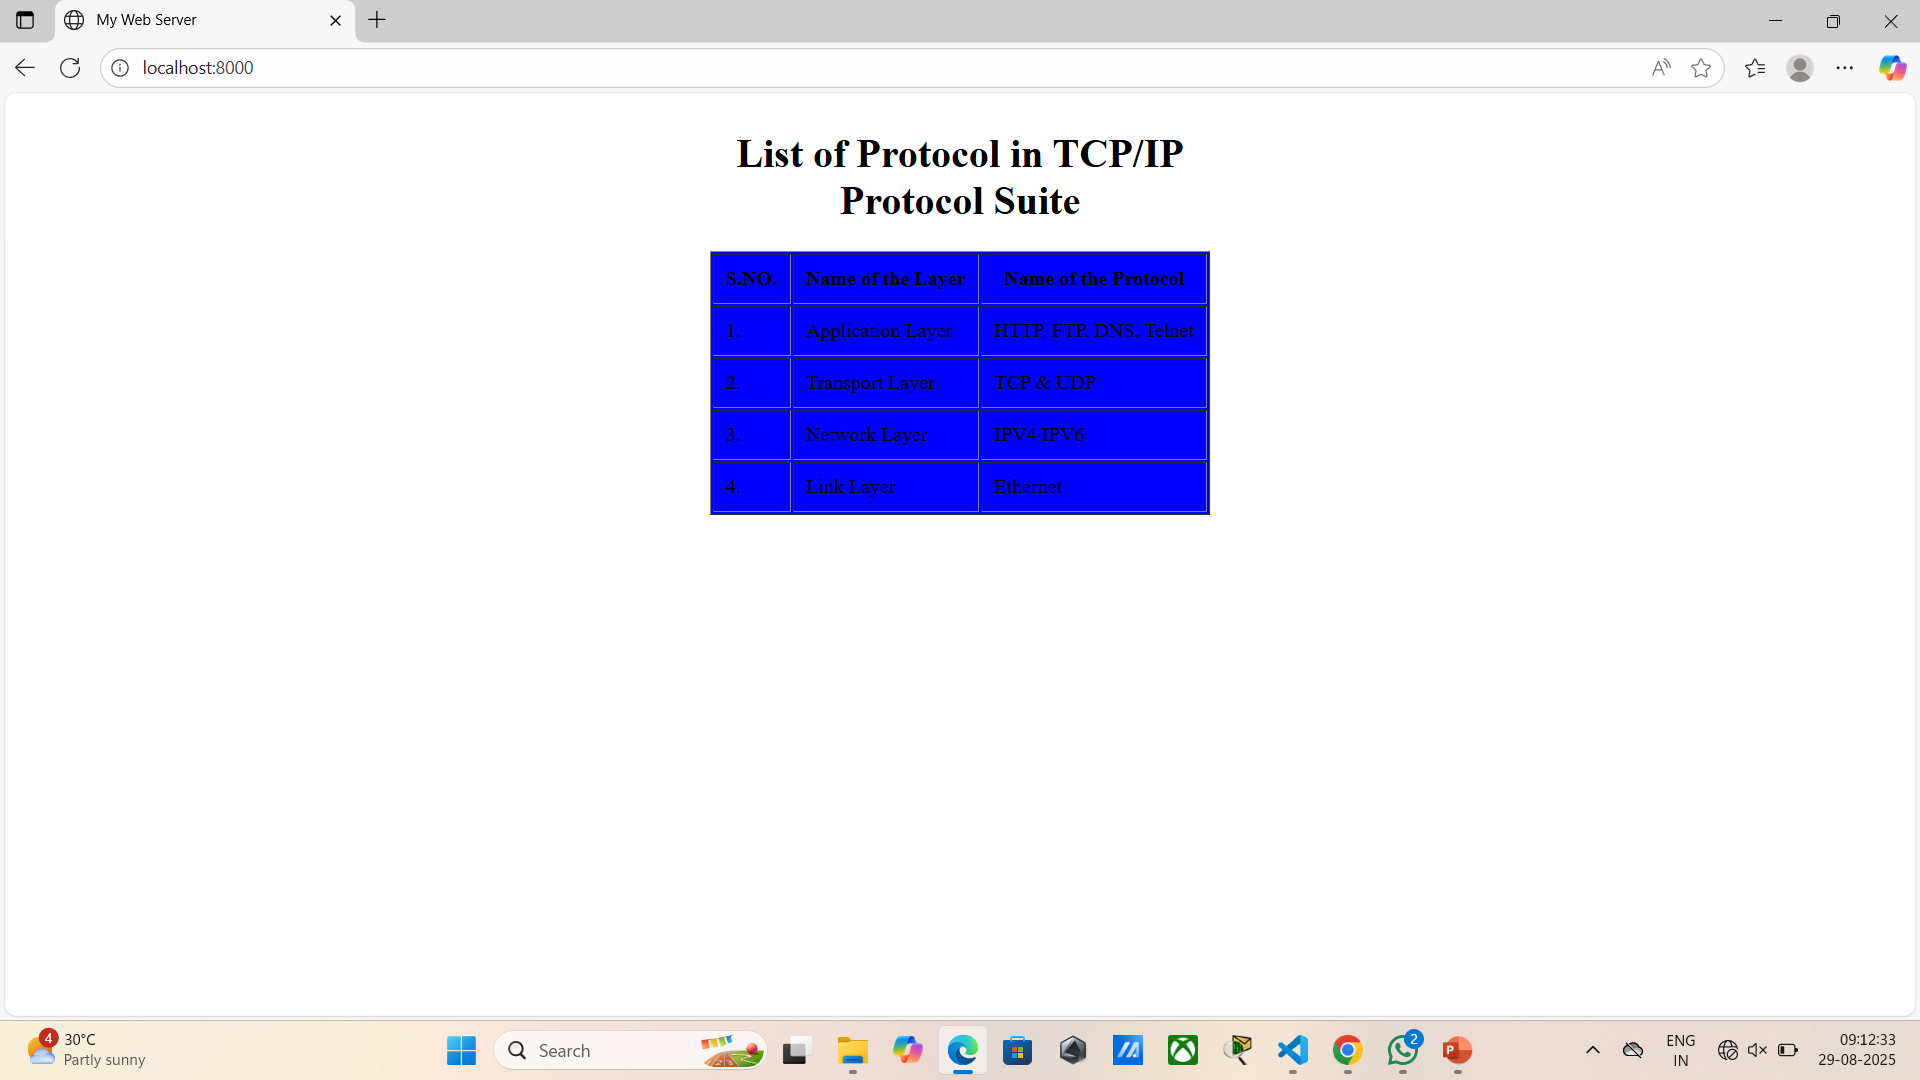 My Web Server
localhost:8000
List of Protocol in TCP/IP
Protocol Suite
S.NO. Name of the Layer Name of the Protocol
1. Application Layer HTTP, FTP, DNS, Telnet
2. Transport Layer TCP & UDP
3. Network Layer IPV4/IPV6
4. Link Layer Ethernet
4
30°C
Partly sunny
Search
2
P
ENG
IN
09:12:33
29-08-2025